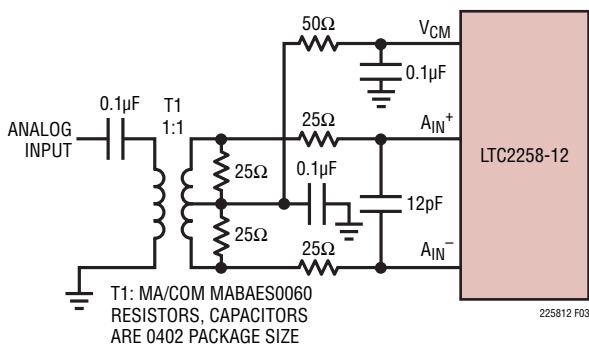 50Ω
VCM
0.1µF
0.1µF
T1
1:1
25Ω
AIN+
ANALOG
INPUT
LTC2258-12
25Ω
0.1µF
12pF
25Ω
25Ω
AIN–
T1: MA/COM MABAES0060
RESISTORS, CAPACITORS
ARE 0402 PACKAGE SIZE
225812 F03